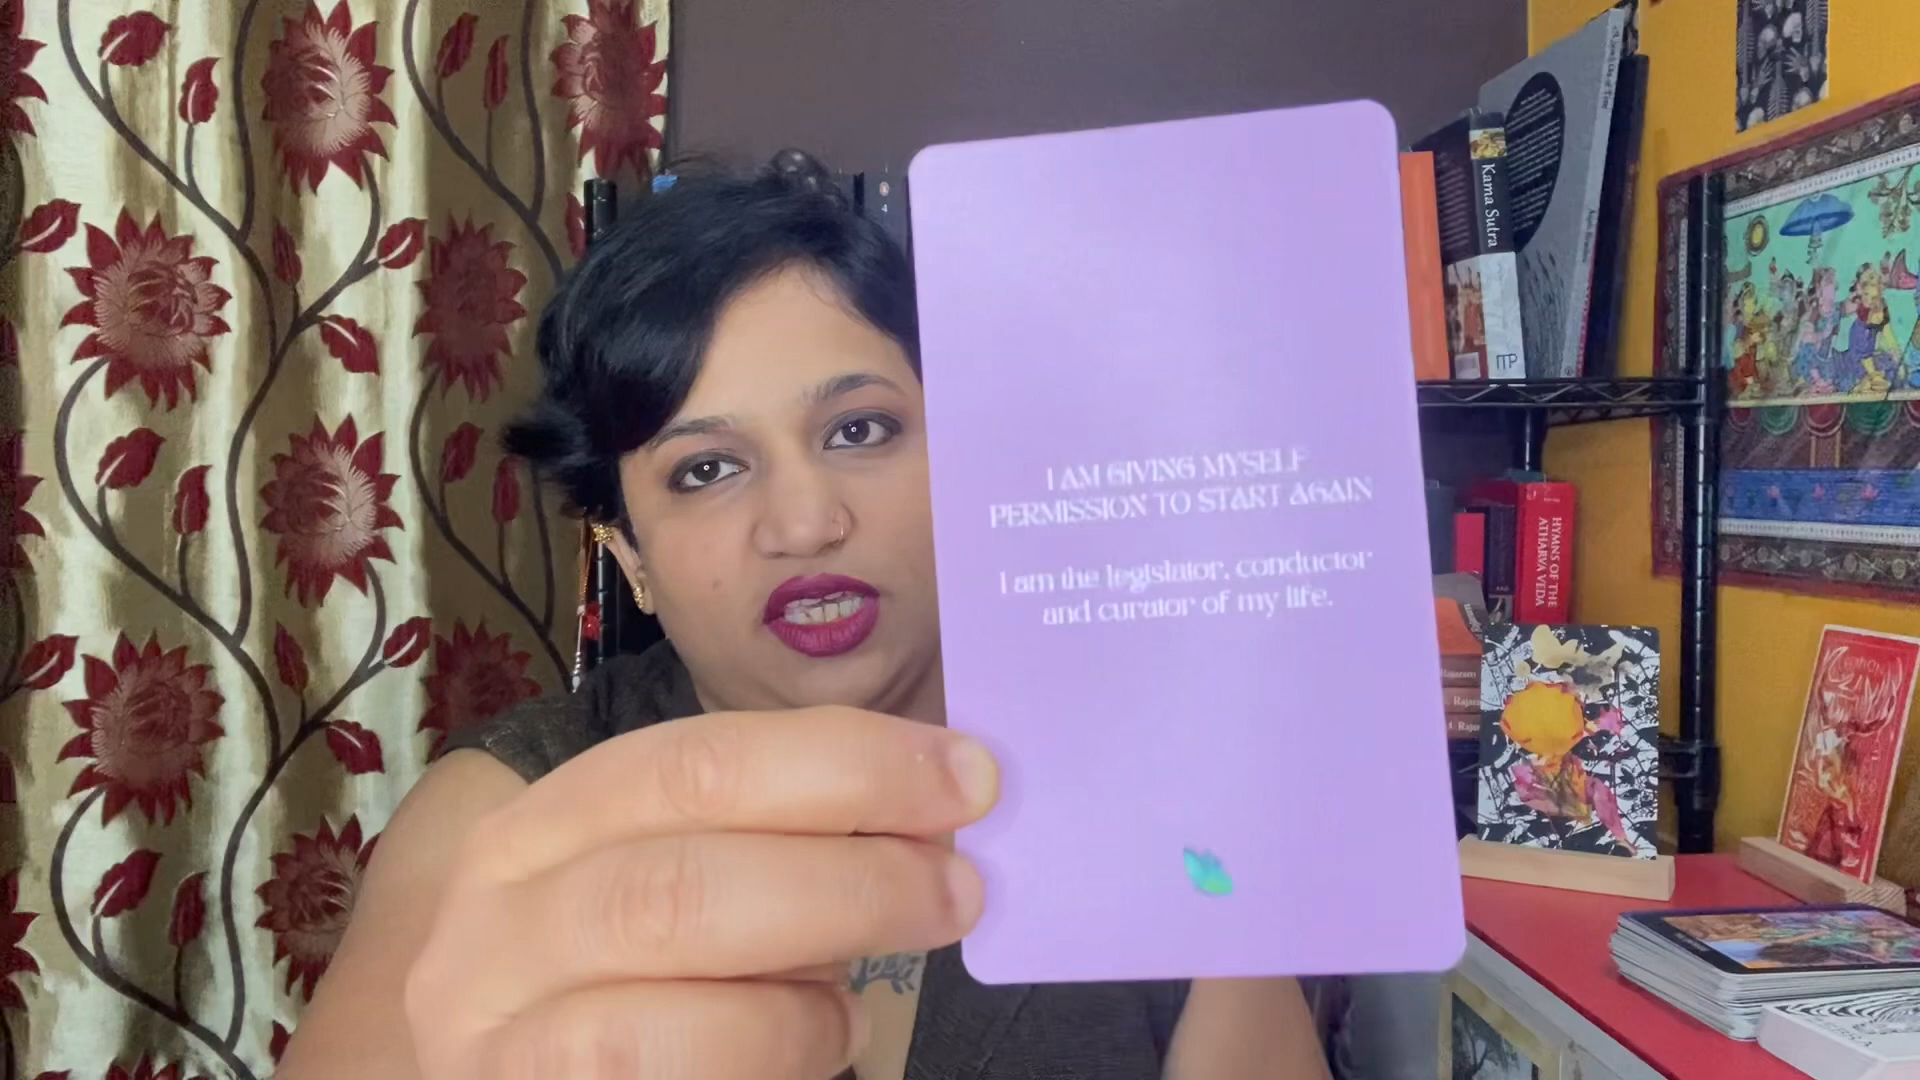 I AM GIVING MYSELF
PERMISSION TO START AGAIN
I am the legislator, conductor
and curator of my life.
Kama Sutra
HYMNS OF THE
ATHARVA VEDA
Rajaram